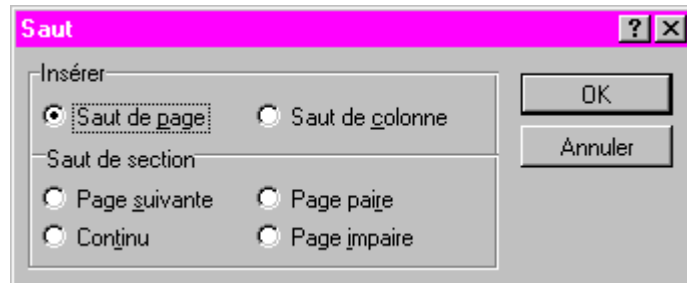 Saut
Insérer
Saut de page
Saut de colonne
OK
Annuler
Saut de section
Page suivante
Page paire
Continu
Page impaire